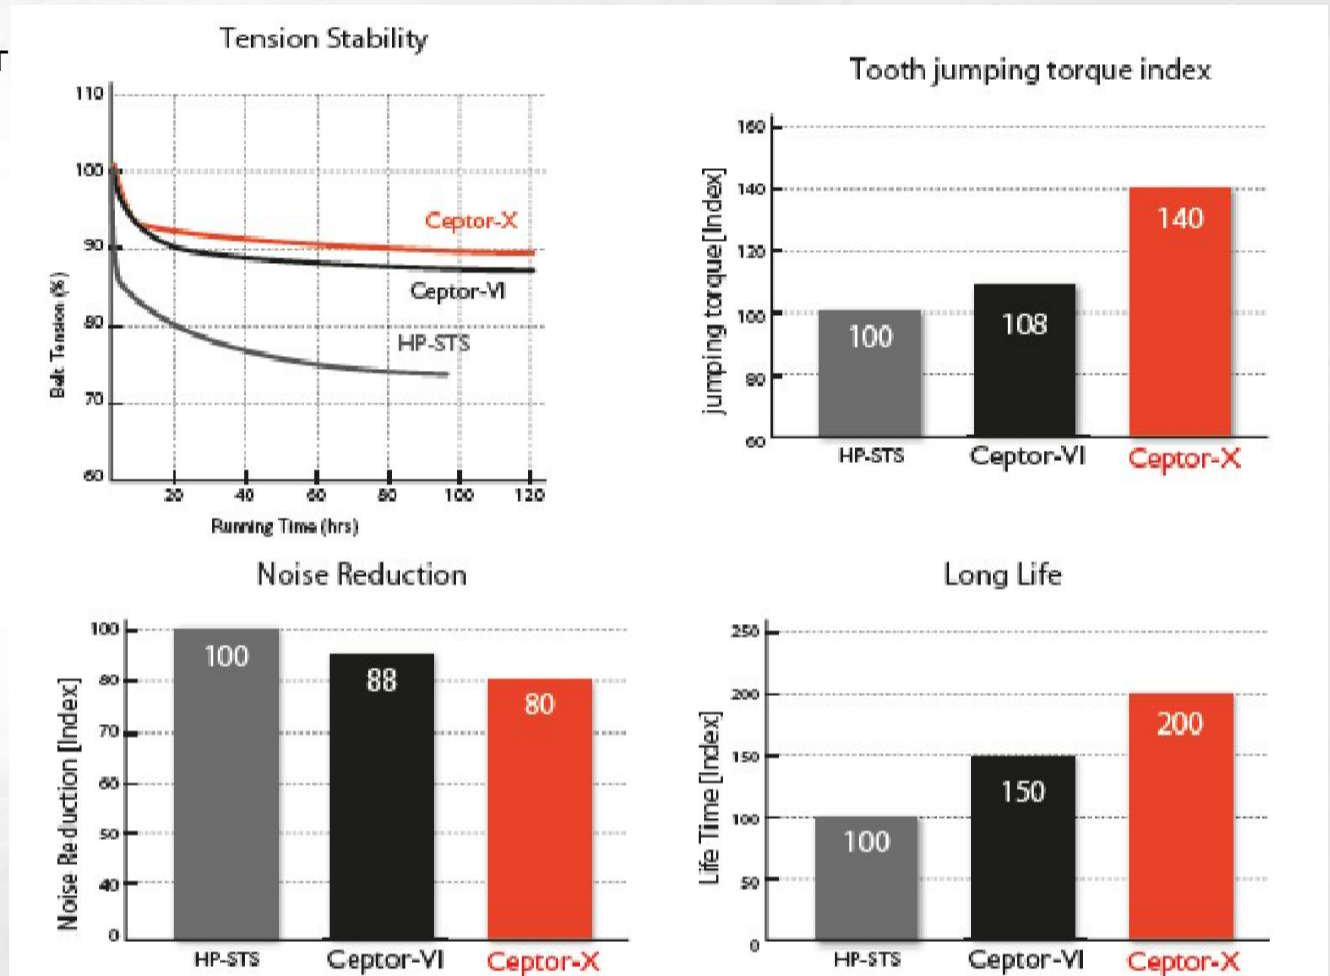 T
Tension Stability
110
100
90
80
70
60
Belt Tension (%)
20 40 60 80 100 120
Running Time (hrs)
Ceptor-X
Ceptor-VI
HP-STS
Tooth jumping torque index
160
140
120
100
80
60
jumping torque[Index]
100
108
140
HP-STS Ceptor-VI Ceptor-X
Noise Reduction
100
80
70
60
50
40
0
Noise Reduction [Index]
100
88
80
HP-STS Ceptor-VI Ceptor-X
Long Life
250
200
150
100
50
0
Life Time [Index]
100
150
200
HP-STS Ceptor-VI Ceptor-X